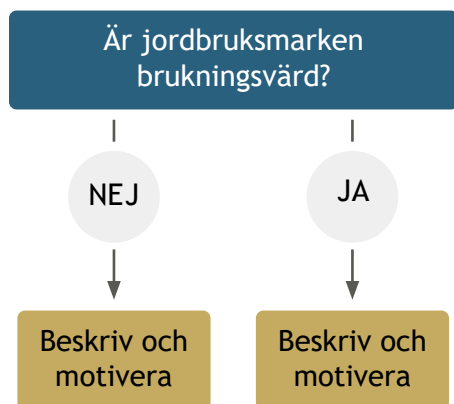 Är jordbruksmarken
brukningsvärd?
NEJ
JA
Beskriv och
motivera
Beskriv och
motivera